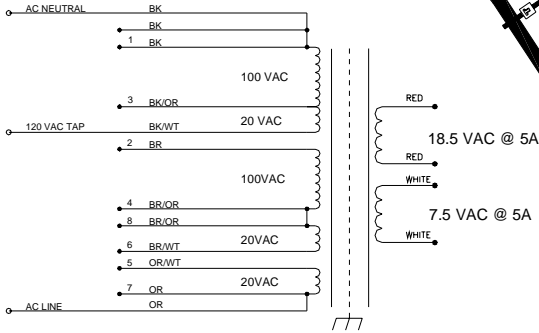 AC NEUTRAL BK
BK
1 BK
100 VAC
3 BK/OR
20 VAC
120 VAC TAP BK/WT
2 BR
100VAC
4 BR/OR
8 BR/OR
20VAC
6 BR/WT
5 OR/WT
20VAC
7 OR
AC LINE OR
RED
18.5 VAC @ 5A
RED
WHITE
7.5 VAC @ 5A
WHITE